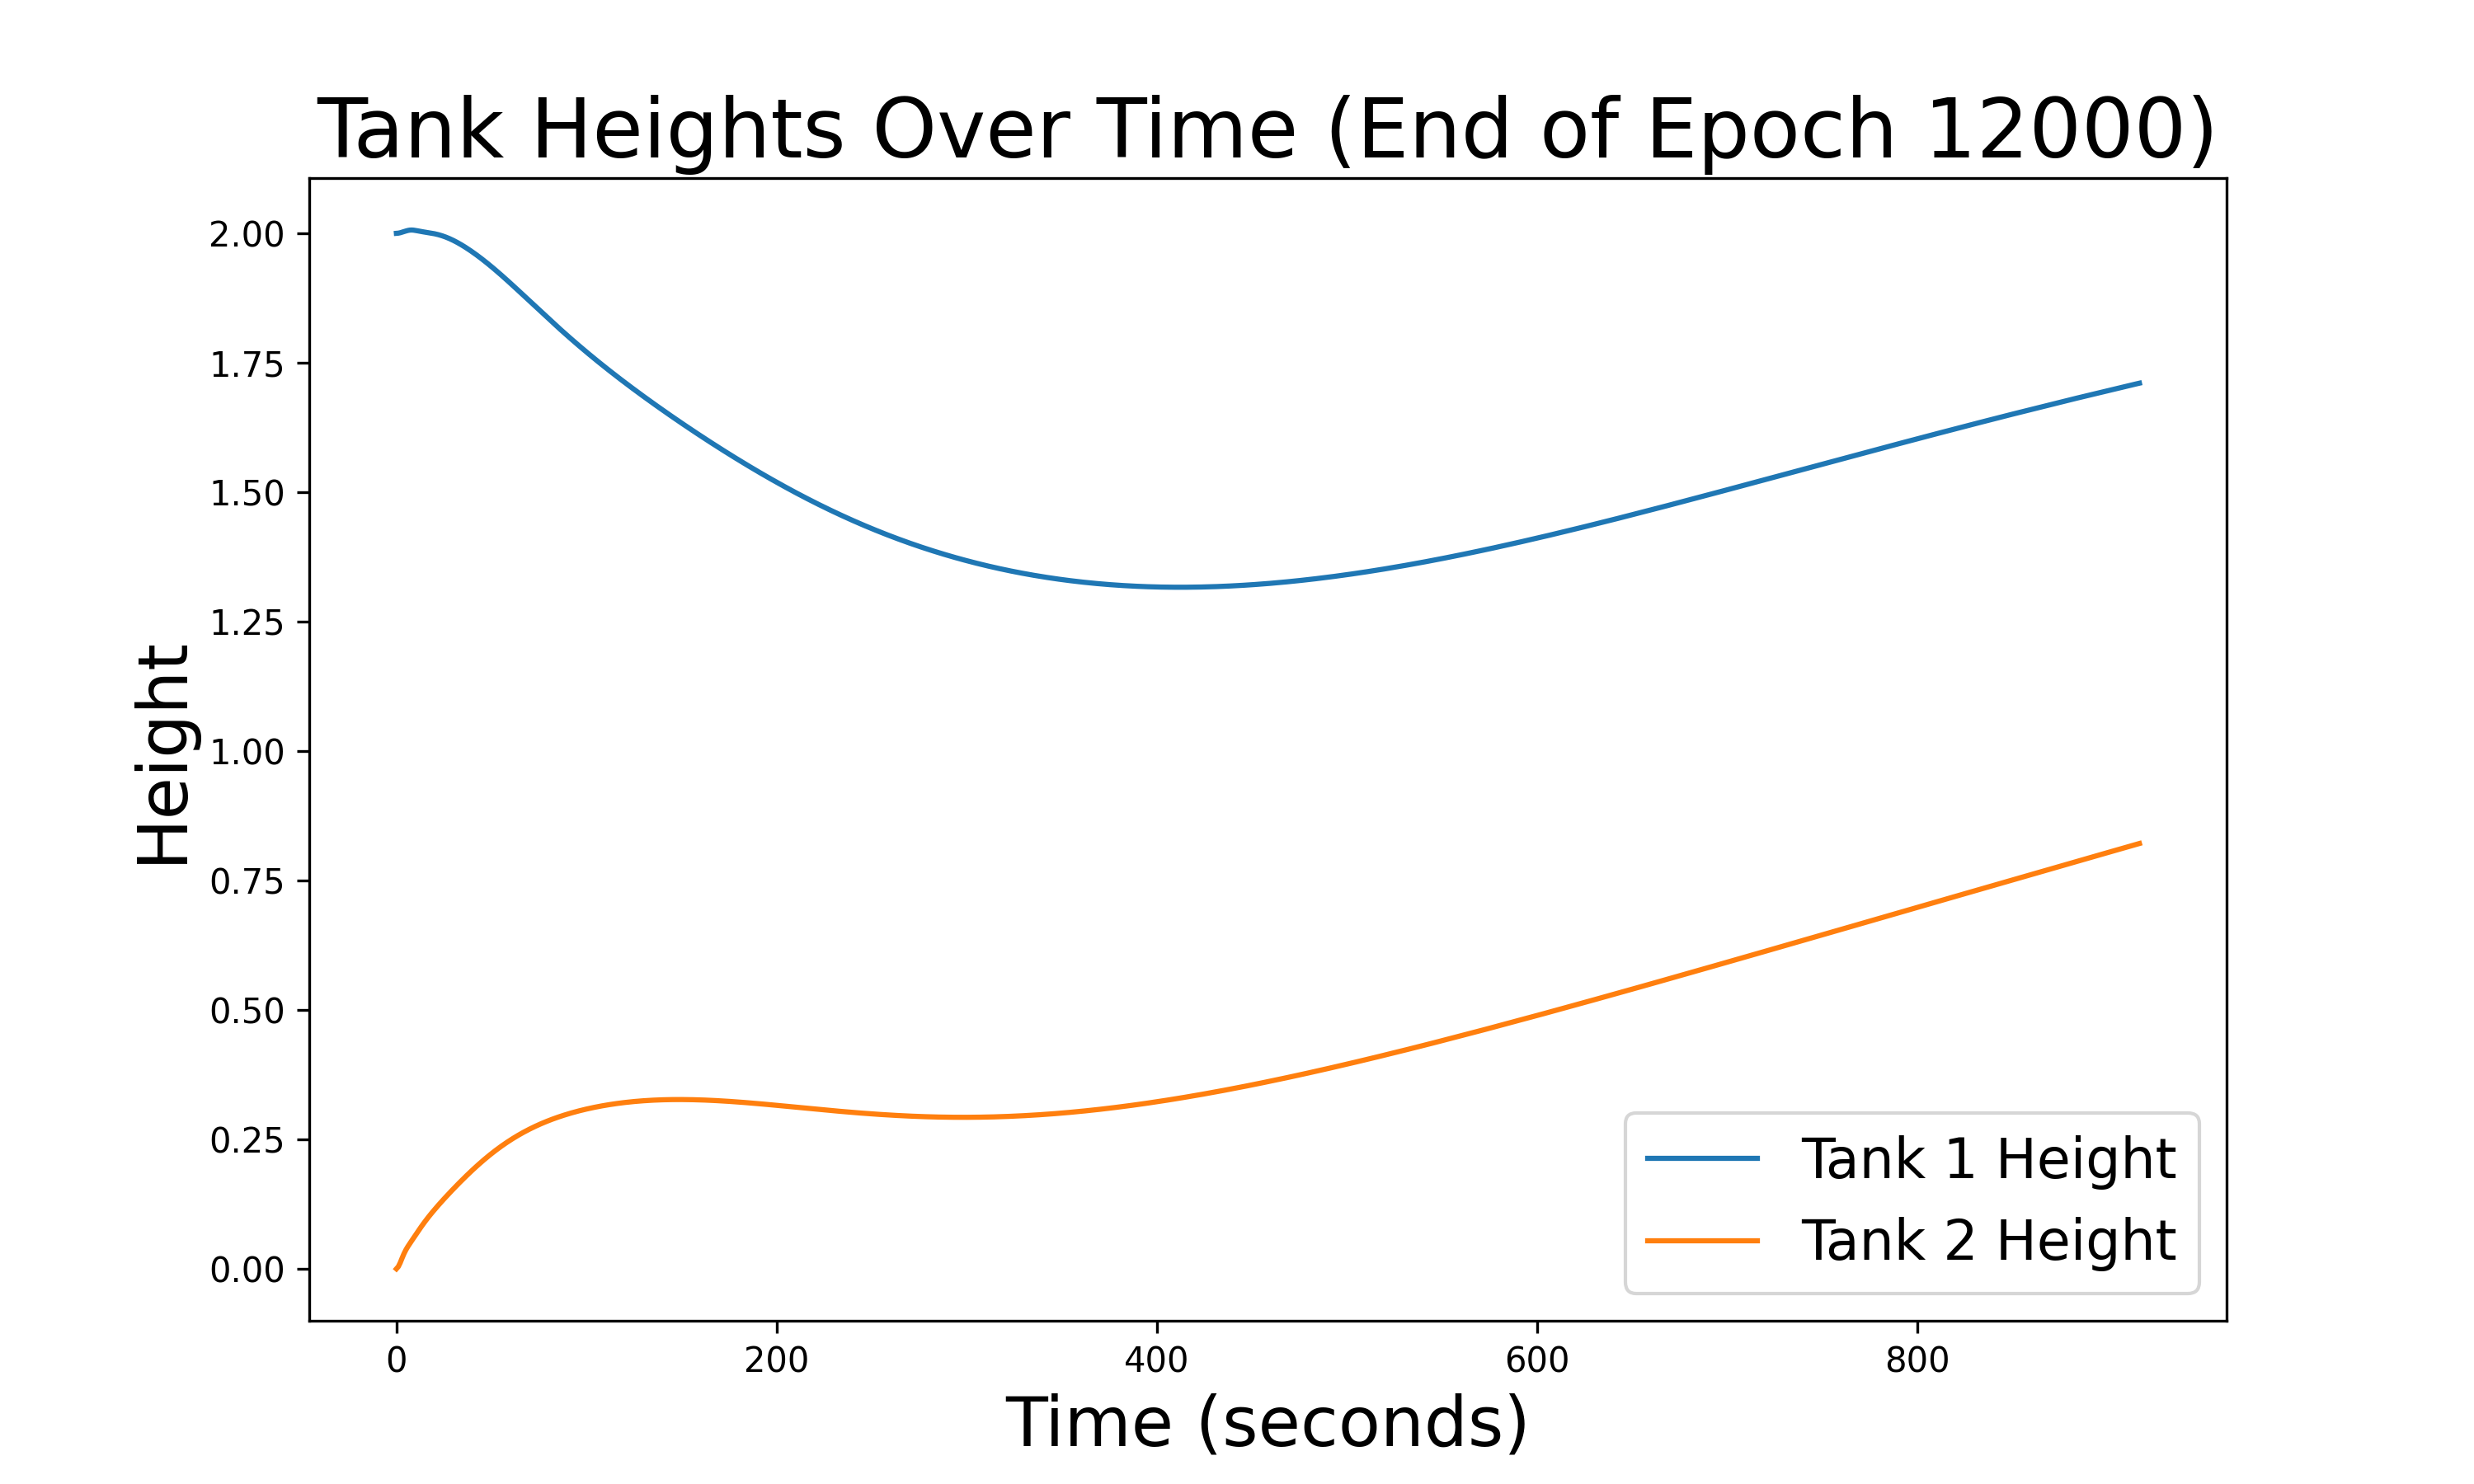 Tank Heights Over Time (End of Epoch 12000)
Height
2.00
1.75
1.50
1.25
1.00
0.75
0.50
0.25
0.00
Tank 1 Height
Tank 2 Height
0 200 400 600 800
Time (seconds)